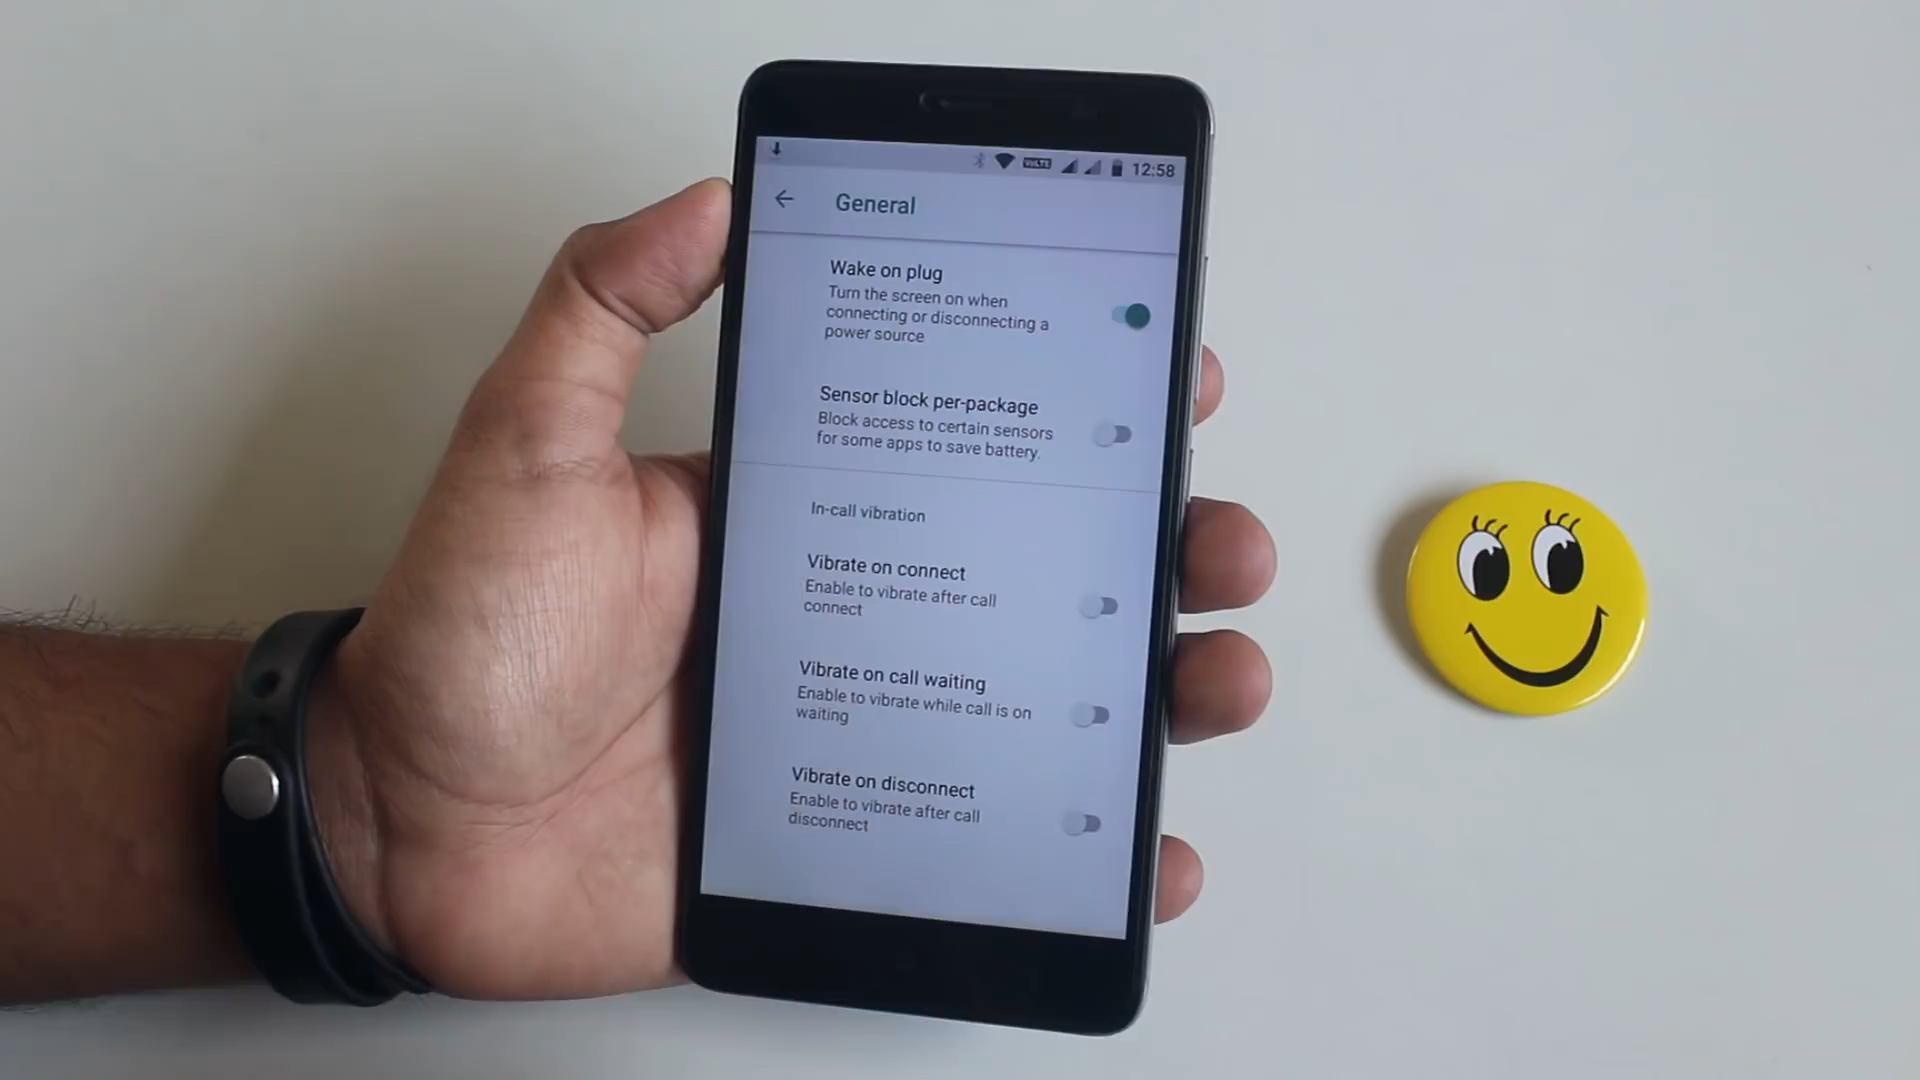 VoLTE 12:58
General
Wake on plug
Turn the screen on when
connecting or disconnecting a
power source
Sensor block per-package
Block access to certain sensors
for some apps to save battery.
In-call vibration
Vibrate on connect
Enable to vibrate after call
connect
Vibrate on call waiting
Enable to vibrate while call is on
waiting
Vibrate on disconnect
Enable to vibrate after call
disconnect